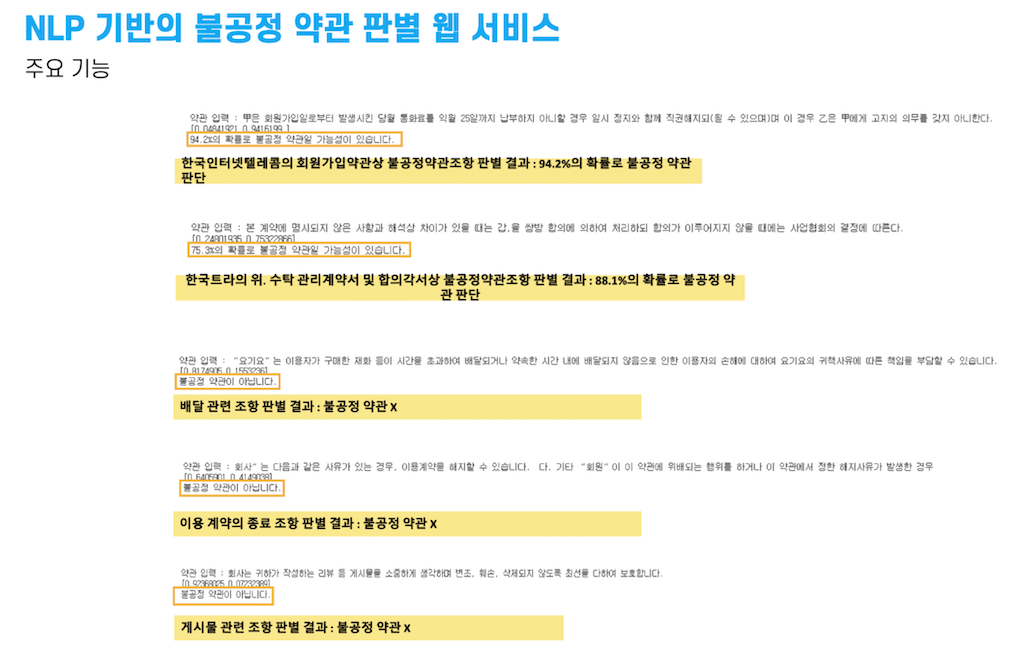 NLP 기반의 불공정 약관 판별 웹 서비스
주요 기능
약관 입력 : 甲은 회원가입일로부터 발생시킨 당월 통화료를 익월 25일까지 납부하지 아니할 경우 일시 정지와 함께 직권해지되(될 수 있으며)며 이 경우 乙은 甲에게 고지의 의무를 갖지 아니한다.
[0.04841921 0.9416199 ]
94.2%의 확률로 불공정 약관일 가능성이 있습니다.
한국인터넷텔레콤의 회원가입약관상 불공정약관조항 판별 결과 : 94.2%의 확률로 불공정 약관
판단
약관 입력 : 본 계약에 명시되지 않은 사항과 해석상 차이가 있을 때는 갑,을 쌍방 합의에 의하여 처리하되 합의가 이루어지지 않을 때에는 사업협회의 결정에 따른다.
[0.24801935 0.75322866]
75.3%의 확률로 불공정 약관일 가능성이 있습니다.
한국트라의 위. 수탁 관리계약서 및 합의각서상 불공정약관조항 판별 결과 : 88.1%의 확률로 불공정 약
관 판단
약관 입력 : “요기요”는 이용자가 구매한 재화 등이 시간을 초과하여 배달되거나 약속한 시간 내에 배달되지 않음으로 인한 이용자의 손해에 대하여 요기요의 귀책사유에 따른 책임을 부담할 수 있습니다.
[0.8174905 0.1553236]
불공정 약관이 아닙니다.
배달 관련 조항 판별 결과 : 불공정 약관 X
약관 입력 : 회사”는 다음과 같은 사유가 있는 경우, 이용계약을 해지할 수 있습니다. 다. 기타 “회원”이 이 약관에 위배되는 행위를 하거나 이 약관에서 정한 해지사유가 발생한 경우
[0.6405901 0.4149038]
불공정 약관이 아닙니다.
이용 계약의 종료 조항 판별 결과 : 불공정 약관 X
약관 입력 : 회사는 귀하가 작성하는 리뷰 등 게시물을 소중하게 생각하며 변조, 훼손, 삭제되지 않도록 최선을 다하여 보호합니다.
[0.92368025 0.07232389]
불공정 약관이 아닙니다.
게시물 관련 조항 판별 결과 : 불공정 약관 X